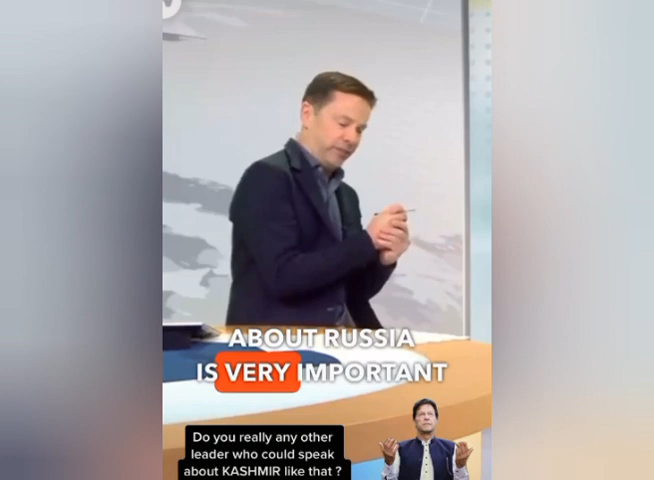 ABOUT RUSSIA
IS VERY IMPORTANT
Do you really any other
leader who could speak
about KASHMIR like that ?